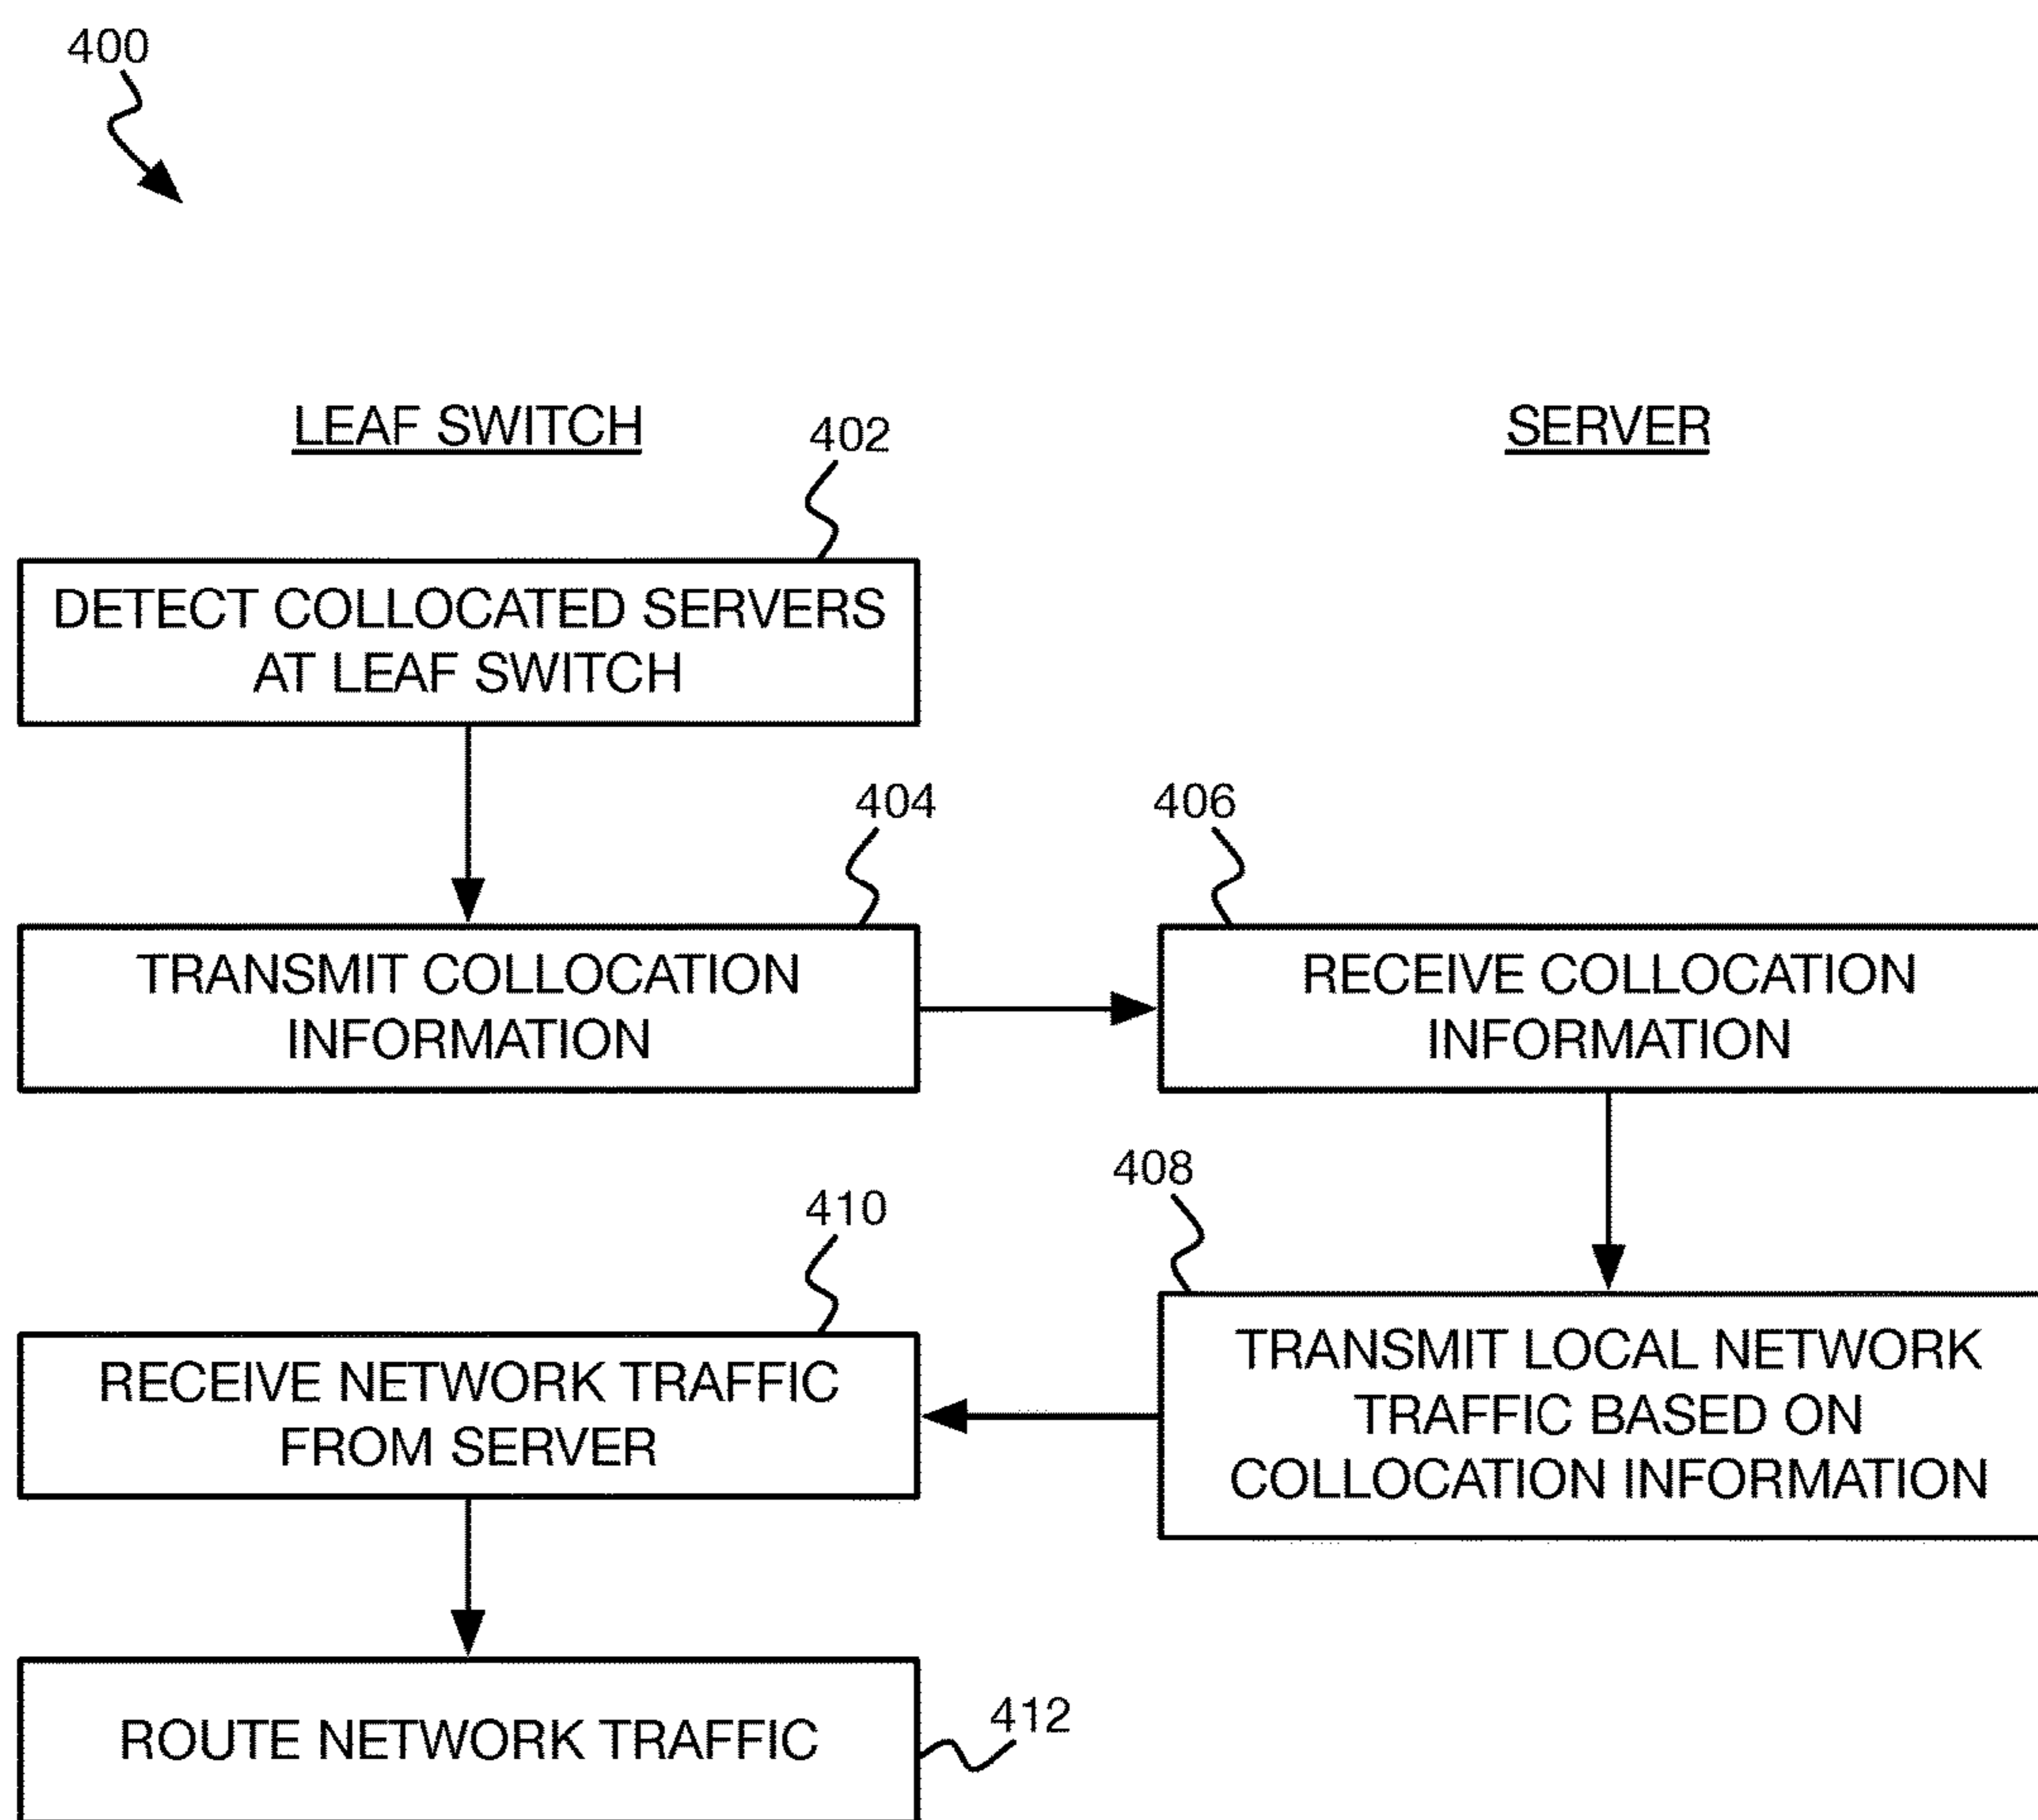 400
LEAF SWITCH
SERVER
402
DETECT COLLOCATED SERVERS
AT LEAF SWITCH
404
406
TRANSMIT COLLOCATION
INFORMATION
RECEIVE COLLOCATION
INFORMATION
408
410
TRANSMIT LOCAL NETWORK
TRAFFIC BASED ON
COLLOCATION INFORMATION
RECEIVE NETWORK TRAFFIC
FROM SERVER
412
ROUTE NETWORK TRAFFIC